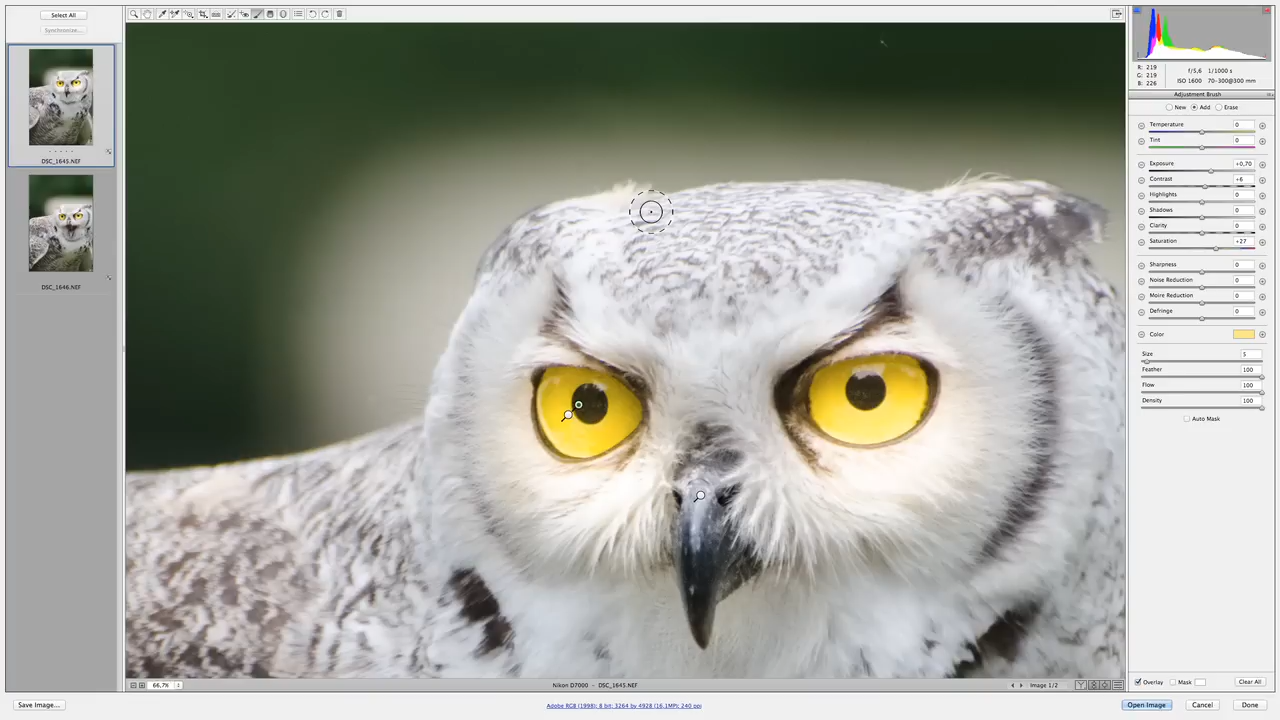 Select All
Synchronize...
DSC_1645.NEF
DSC_1646.NEF
66,7%
Nikon D7000 - DSC_1645.NEF
Image 1/2
Save Image...
Adobe RGB (1998); 8 bit; 3264 by 4928 (16,1MP); 240 ppi
Open Image
Cancel
Done
R: 219
G: 219
B: 226
f/5,6 1/1000 s
ISO 1600 70-300@300 mm
Adjustment Brush
New Add Erase
Temperature 0
Tint 0
Exposure +0,70
Contrast +6
Highlights 0
Shadows 0
Clarity 0
Saturation +27
Sharpness 0
Noise Reduction 0
Moire Reduction 0
Defringe 0
Color
Size 5
Feather 100
Flow 100
Density 100
Auto Mask
Overlay Mask Clear All